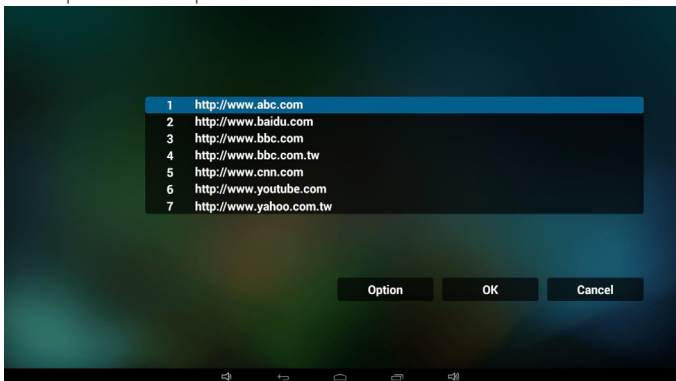 1 http://www.abc.com
2 http://www.baidu.com
3 http://www.bbc.com
4 http://www.bbc.com.tw
5 http://www.cnn.com
6 http://www.youtube.com
7 http://www.yahoo.com.tw
Option OK Cancel